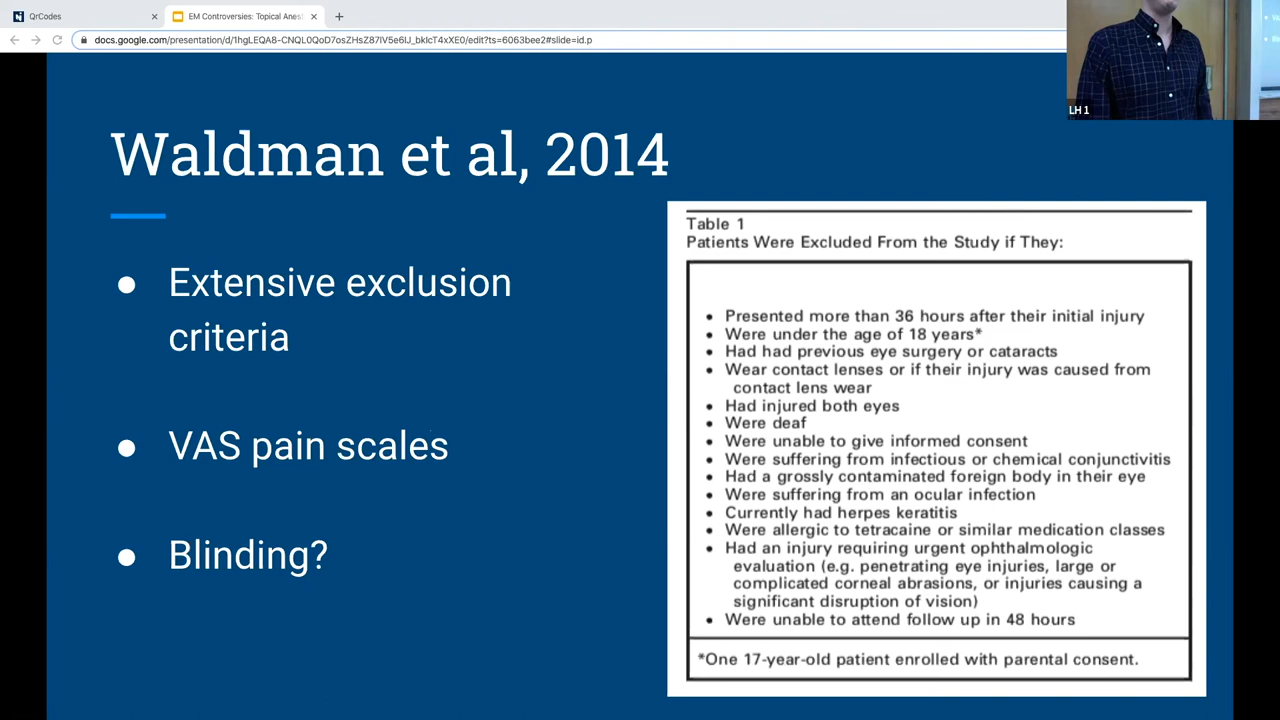 QrCodes
EM Controversies: Topical Anest
docs.google.com/presentation/d/1hgLEQA8-CNQL0QoD7osZHsZ87IV5e6IJ_bkIcT4xXE0/edit?ts=6063bee2#slide=id.p
LH 1
Waldman et al, 2014
● Extensive exclusion
criteria
● VAS pain scales
● Blinding?
Table 1
Patients Were Excluded From the Study if They:
• Presented more than 36 hours after their initial injury
• Were under the age of 18 years*
• Had had previous eye surgery or cataracts
• Wear contact lenses or if their injury was caused from
contact lens wear
• Had injured both eyes
• Were deaf
• Were unable to give informed consent
• Were suffering from infectious or chemical conjunctivitis
• Had a grossly contaminated foreign body in their eye
• Were suffering from an ocular infection
• Currently had herpes keratitis
• Were allergic to tetracaine or similar medication classes
• Had an injury requiring urgent ophthalmologic
evaluation (e.g. penetrating eye injuries, large or
complicated corneal abrasions, or injuries causing a
significant disruption of vision)
• Were unable to attend follow up in 48 hours
*One 17-year-old patient enrolled with parental consent.